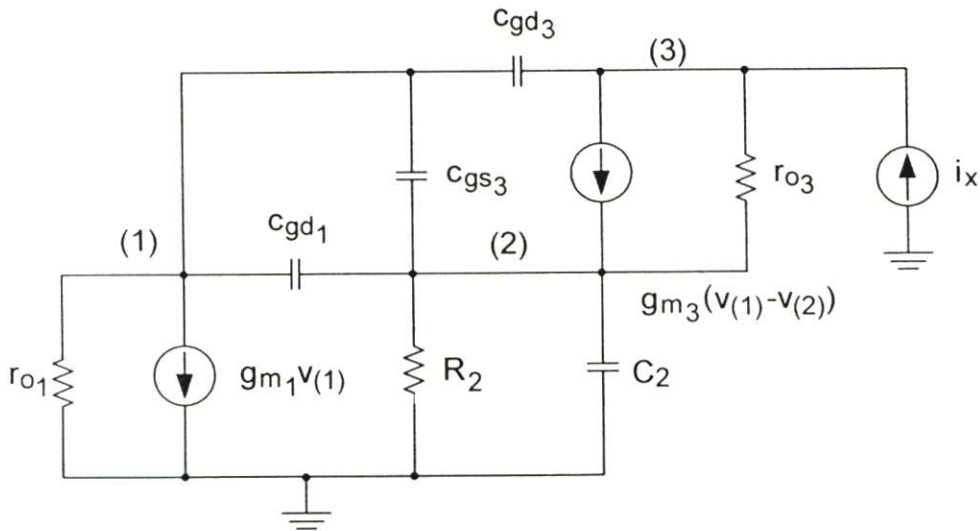 cgd3
(3)
cgs3
ro3
ix
cgd1
(1)
(2)
gm3(v(1)-v(2))
ro1
gm1v(1)
R2
C2